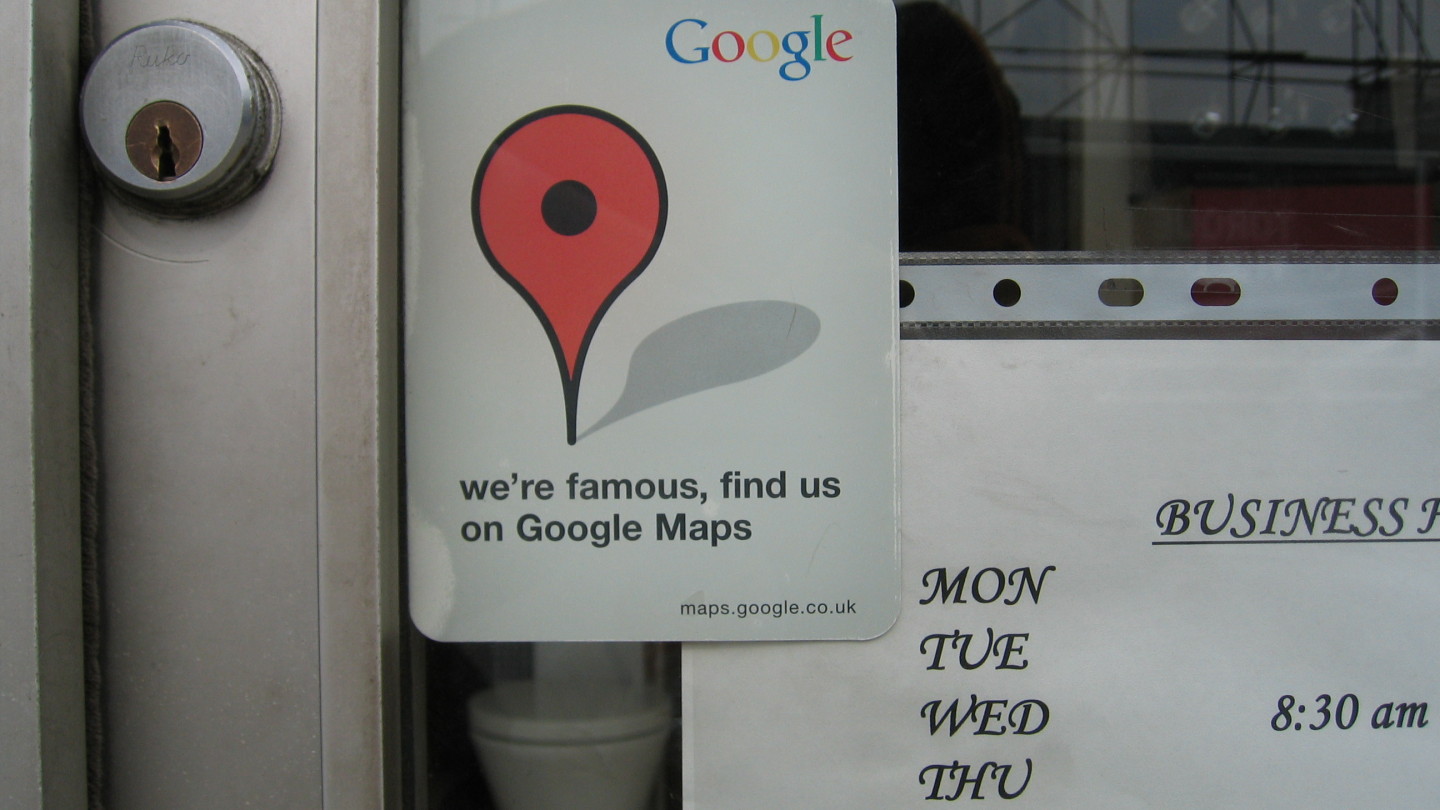 Ruko
Google
we're famous, find us
on Google Maps
maps.google.co.uk
BUSINESS
MON
TUE
WED 8:30 am
THU